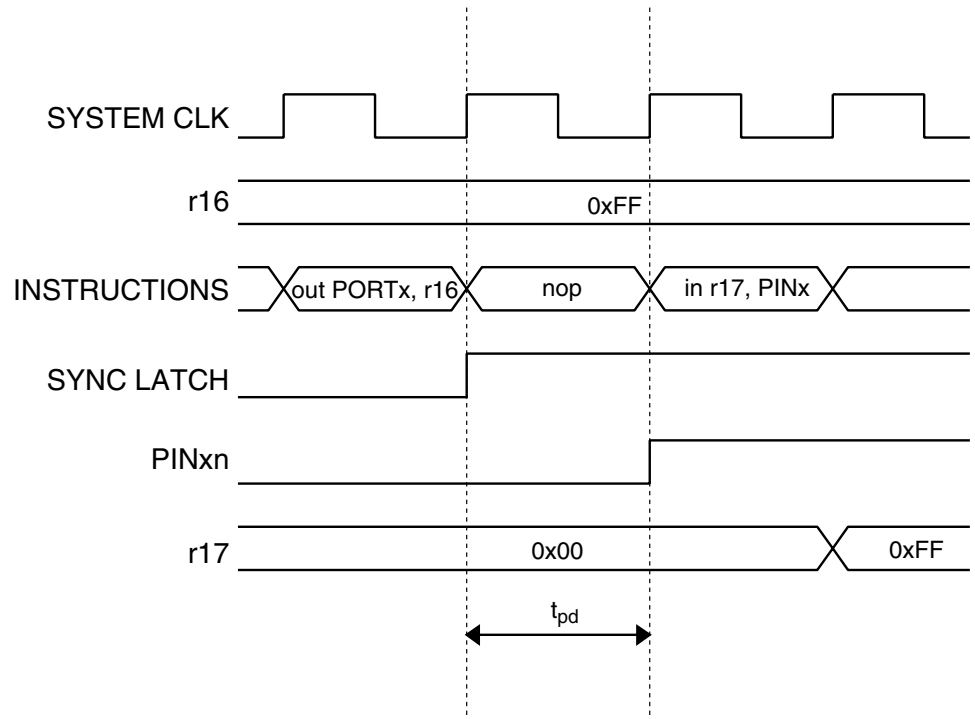 SYSTEM CLK
r16
0xFF
INSTRUCTIONS
out PORTx, r16
nop
in r17, PINx
SYNC LATCH
PINxn
r17
0x00
0xFF
tpd